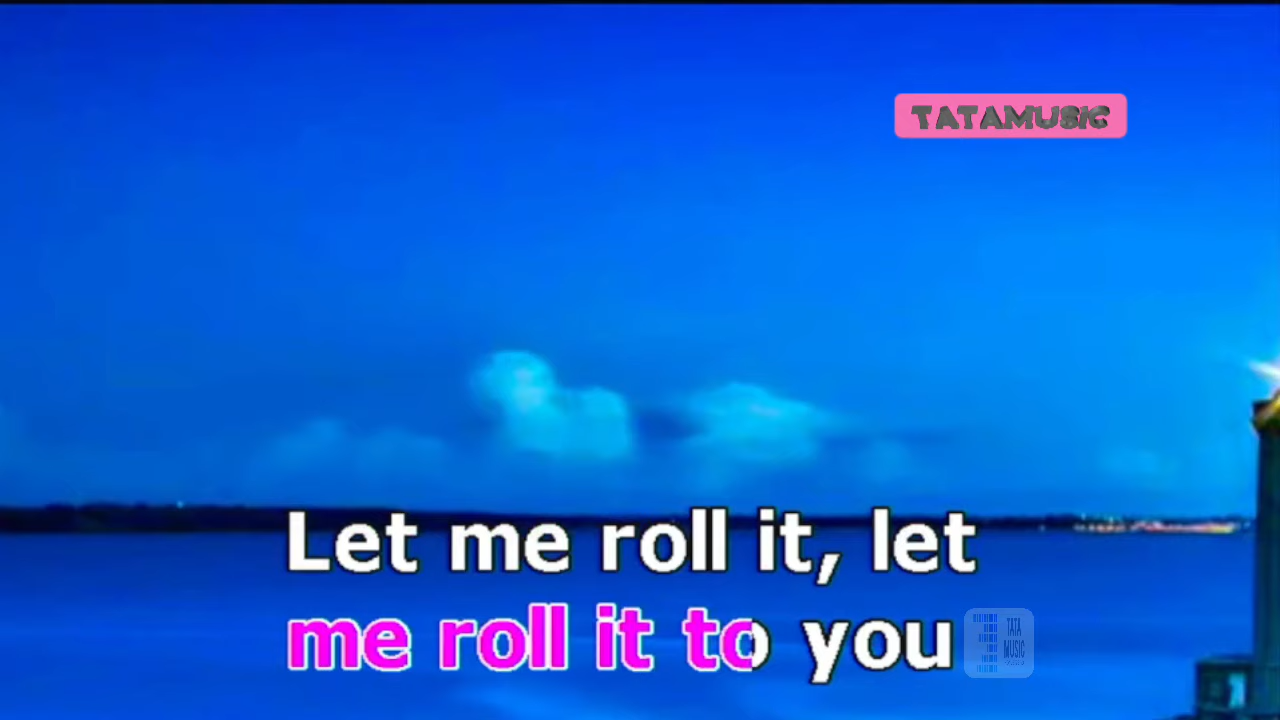 TATAMUSIC
Let me roll it, let
me roll it to you
TATA
MUSIC